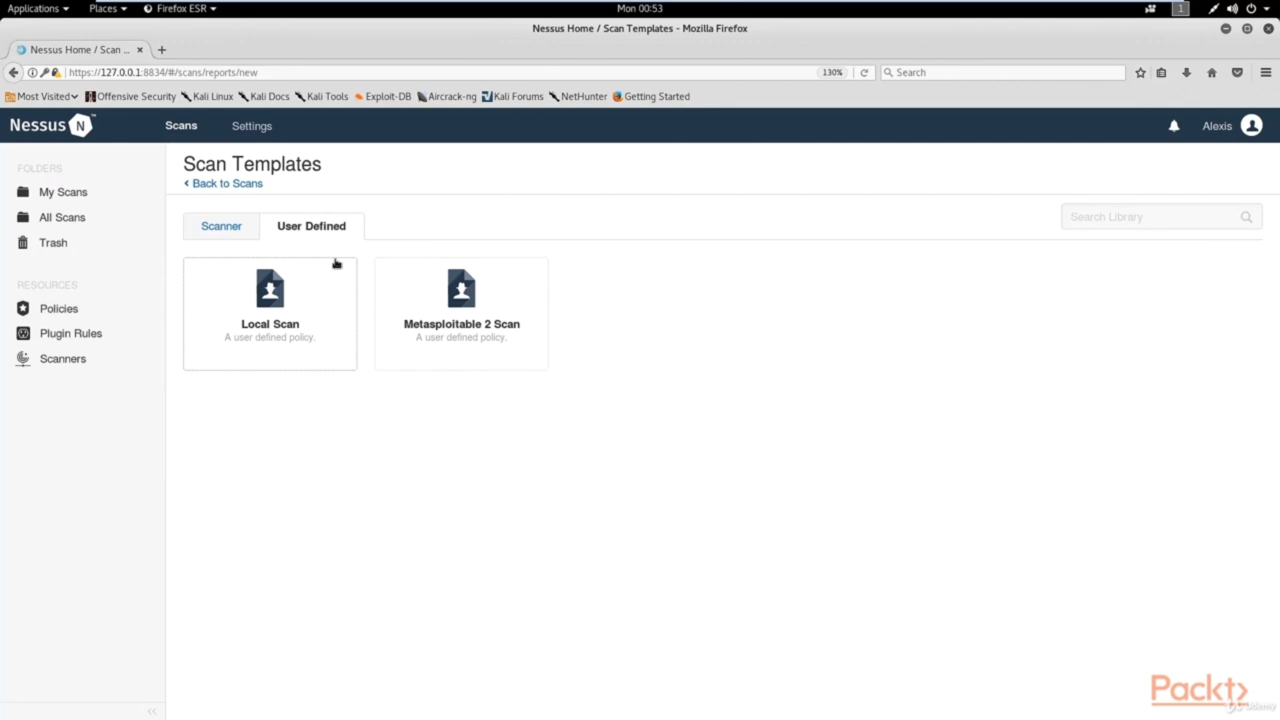 Applications Places Firefox ESR Mon 00:53 1
Nessus Home / Scan Templates - Mozilla Firefox
Nessus Home / Scan ... × +
https://127.0.0.1:8834/#/scans/reports/new 130% Search
Most Visited Offensive Security Kali Linux Kali Docs Kali Tools Exploit-DB Aircrack-ng Kali Forums NetHunter Getting Started
Nessus N Scans Settings Alexis
FOLDERS
My Scans
All Scans
Trash
RESOURCES
Policies
Plugin Rules
Scanners
Scan Templates
‹ Back to Scans
Scanner User Defined Search Library
Local Scan
A user defined policy.
Metasploitable 2 Scan
A user defined policy.
Packt
Udemy